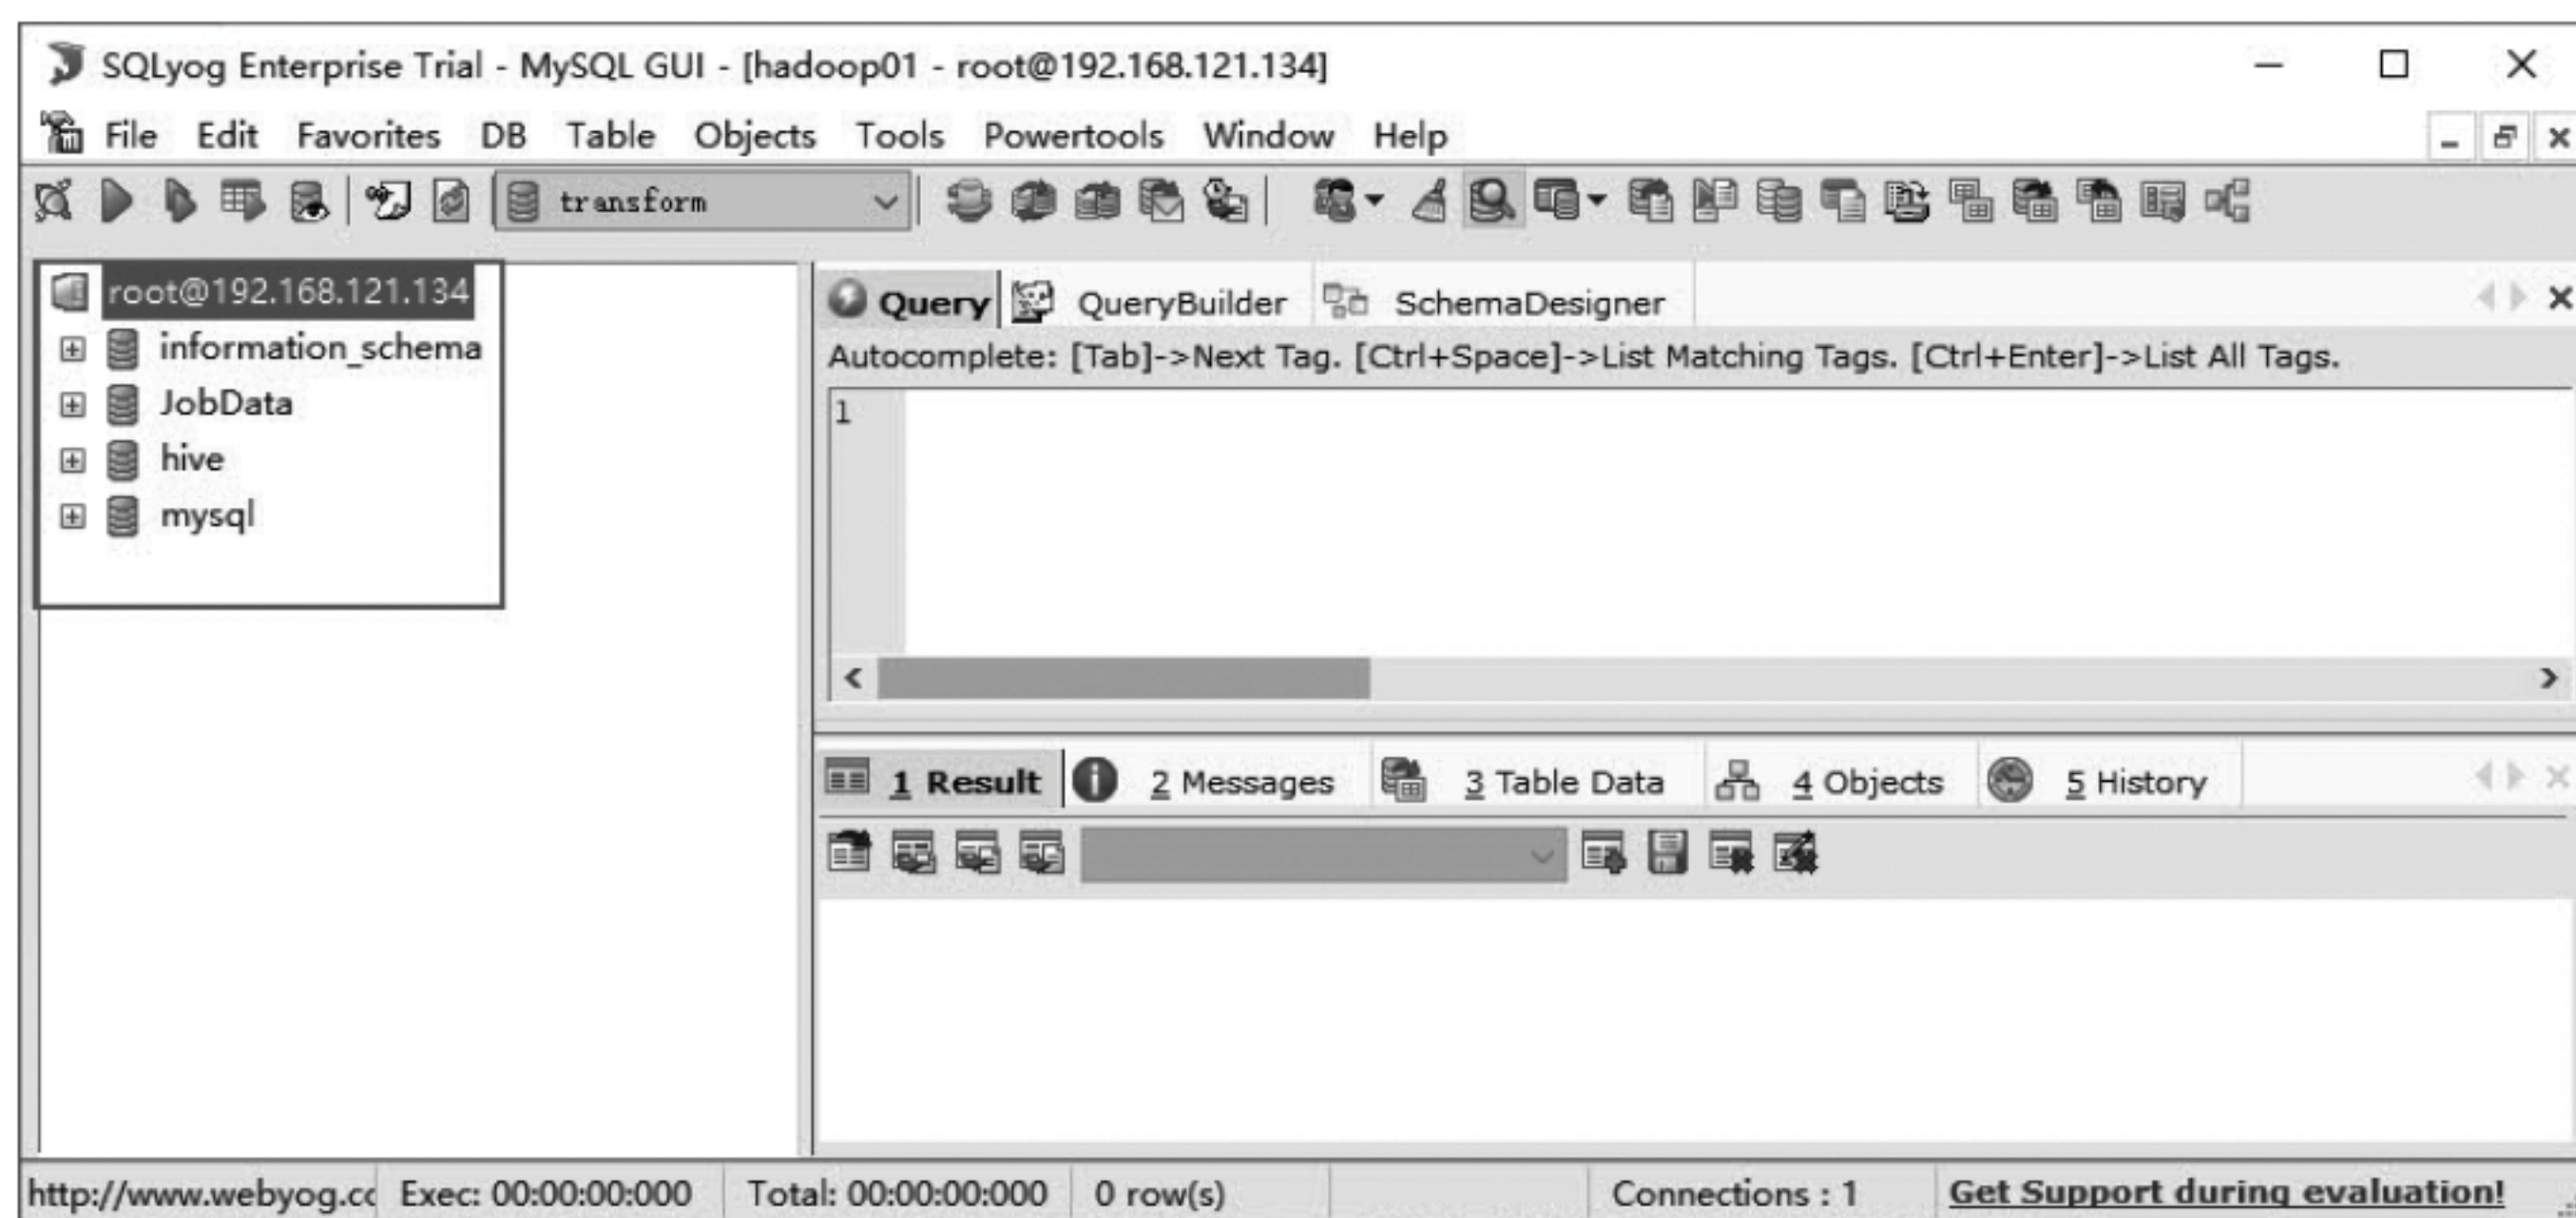 SQLyog Enterprise Trial - MySQL GUI - [hadoop01 - root@192.168.121.134]
File Edit Favorites DB Table Objects Tools Powertools Window Help
transform
root@192.168.121.134
information_schema
JobData
hive
mysql
Query QueryBuilder SchemaDesigner
Autocomplete: [Tab]->Next Tag. [Ctrl+Space]->List Matching Tags. [Ctrl+Enter]->List All Tags.
1
1 Result 2 Messages 3 Table Data 4 Objects 5 History
http://www.webyog.cc Exec: 00:00:00:000 Total: 00:00:00:000 0 row(s) Connections : 1 Get Support during evaluation!